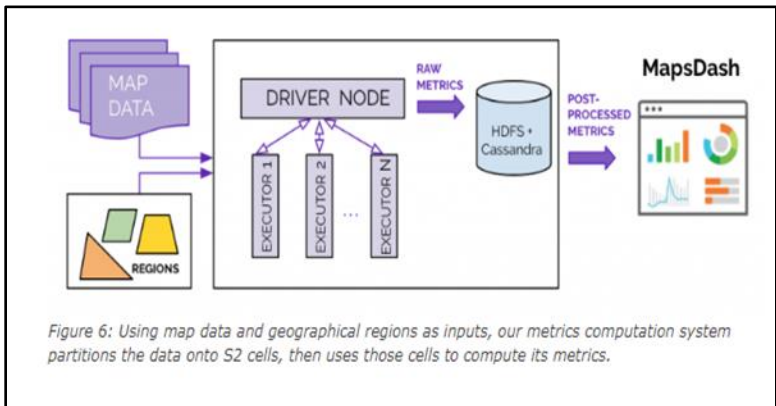 MAP
DATA
REGIONS
DRIVER NODE
EXECUTOR 1
EXECUTOR 2
...
EXECUTOR N
RAW
METRICS
HDFS +
Cassandra
POST-
PROCESSED
METRICS
MapsDash
Figure 6: Using map data and geographical regions as inputs, our metrics computation system
partitions the data onto S2 cells, then uses those cells to compute its metrics.